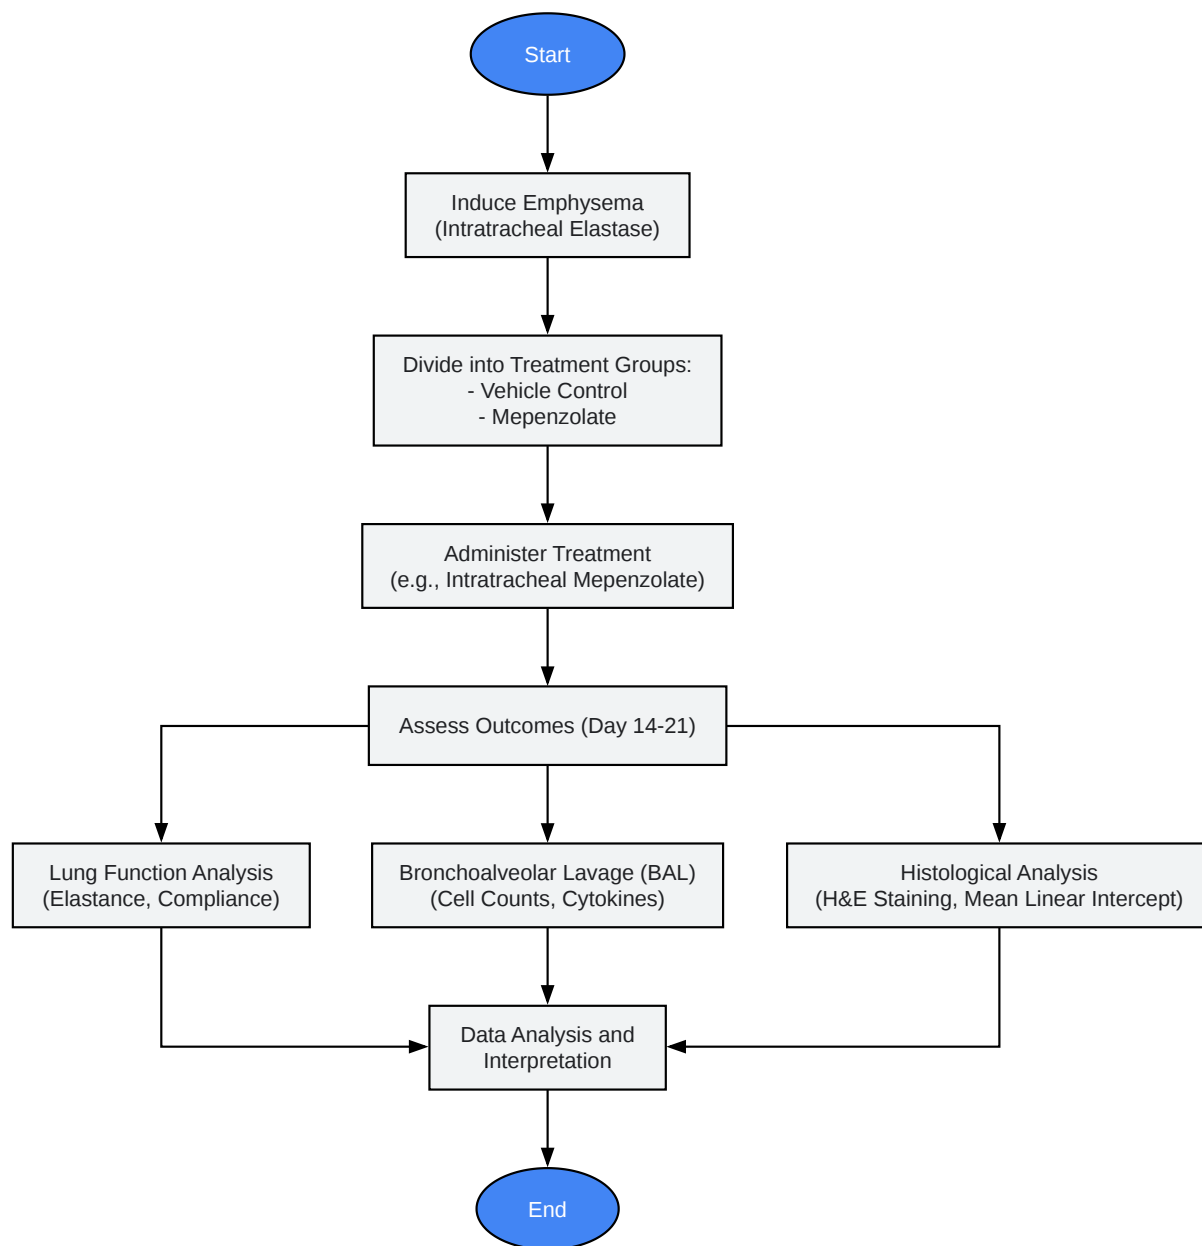 Start
Induce Emphysema
(Intratracheal Elastase)
Divide into Treatment Groups:
- Vehicle Control
- Mepenzolate
Administer Treatment
(e.g., Intratracheal Mepenzolate)
Assess Outcomes (Day 14-21)
Lung Function Analysis
(Elastance, Compliance)
Bronchoalveolar Lavage (BAL)
(Cell Counts, Cytokines)
Histological Analysis
(H&E Staining, Mean Linear Intercept)
Data Analysis and
Interpretation
End